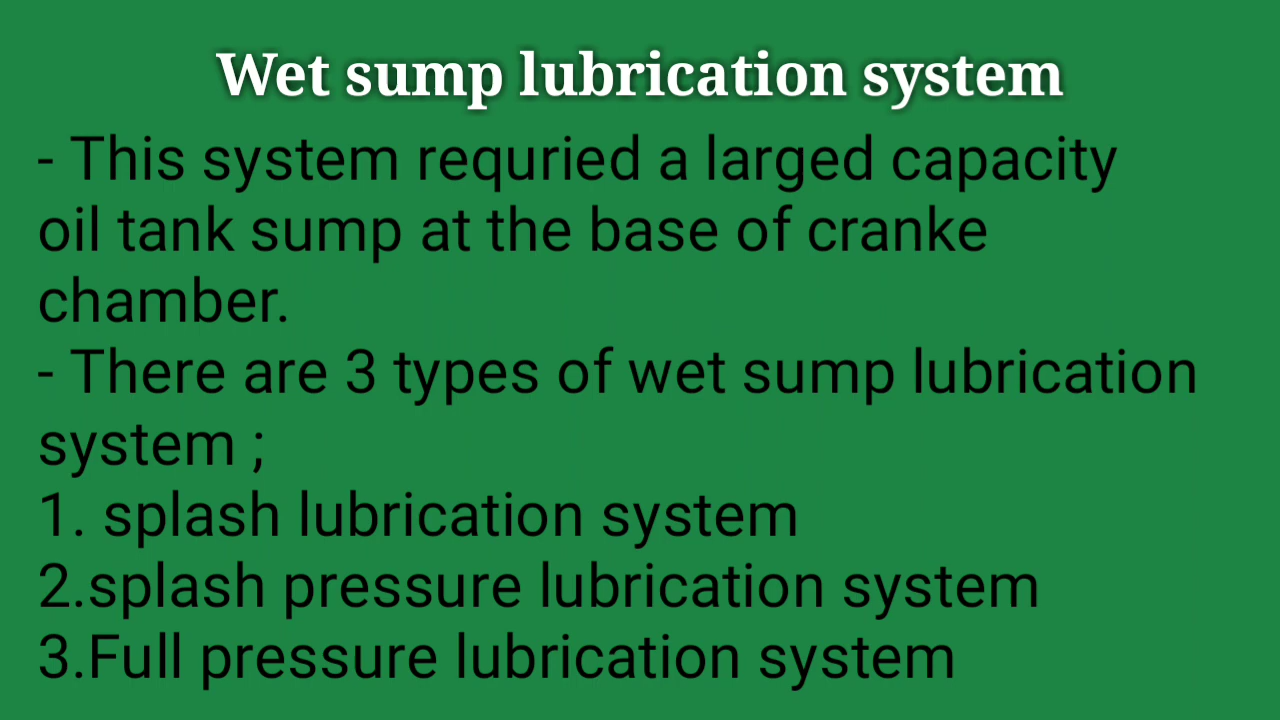 Wet sump lubrication system
- This system requried a larged capacity
oil tank sump at the base of cranke
chamber.
- There are 3 types of wet sump lubrication
system ;
1. splash lubrication system
2.splash pressure lubrication system
3.Full pressure lubrication system